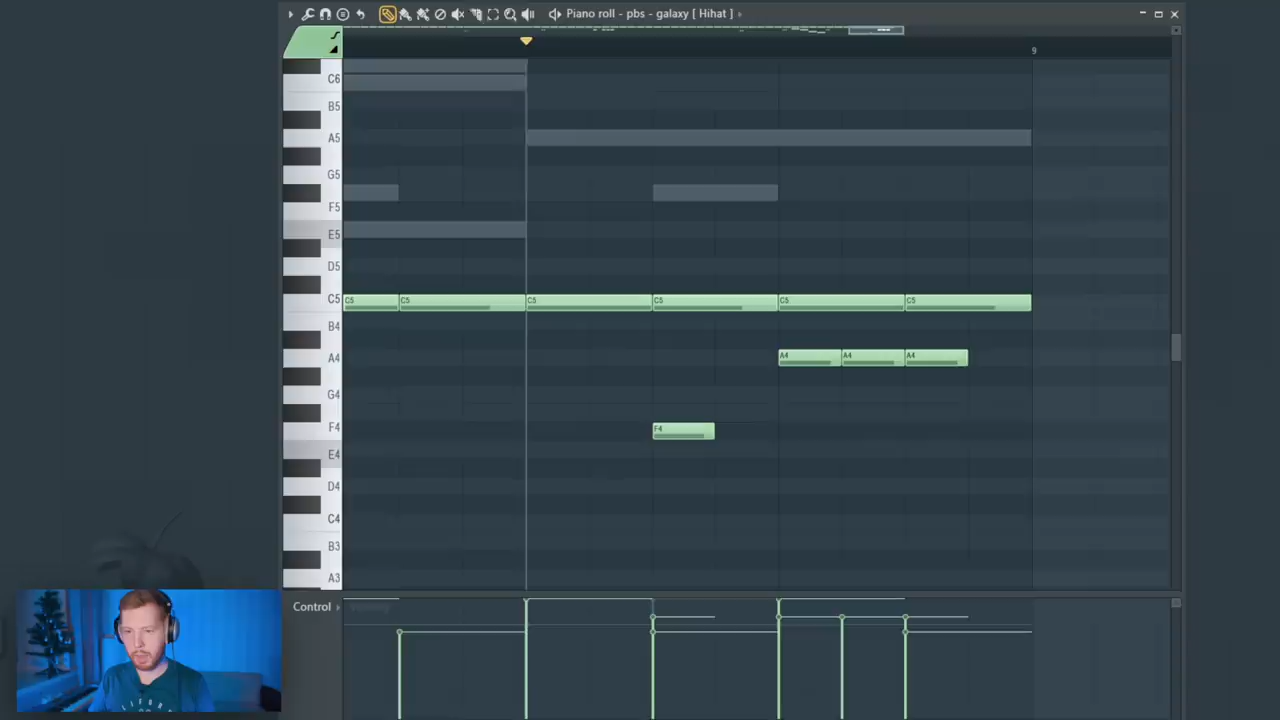 Piano roll - pbs - galaxy [ Hihat ]
9
C6
B5
A5
G5
F5
E5
D5
C5
C5 C5 C5 C5 C5 C5
B4
A4
A4 A4 A4
G4
F4
F4
E4
D4
C4
B3
A3
Control